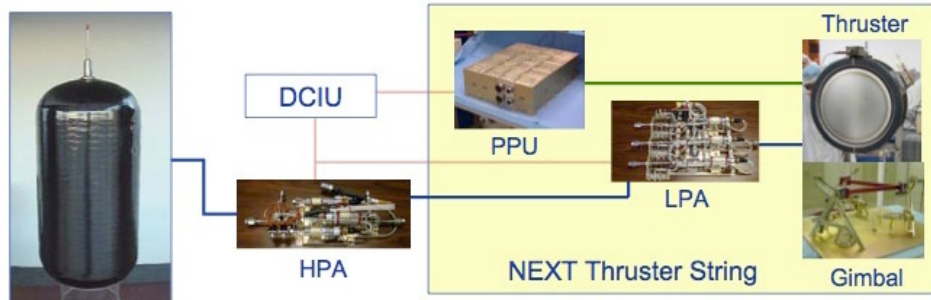 Thruster
DCIU
PPU
LPA
HPA
NEXT Thruster String
Gimbal